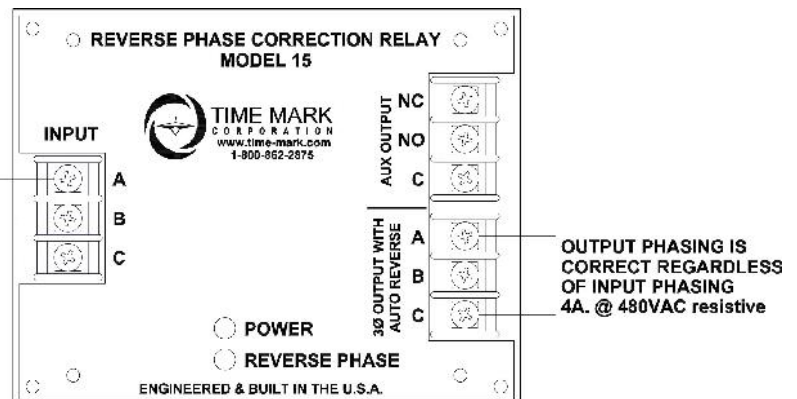 REVERSE PHASE CORRECTION RELAY
MODEL 15
TIME MARK
CORPORATION
www.time-mark.com
1-800-862-2875
INPUT
A
B
C
AUX OUTPUT
NC
NO
C
3Ø OUTPUT WITH
AUTO REVERSE
A
B
C
OUTPUT PHASING IS
CORRECT REGARDLESS
OF INPUT PHASING
4A. @ 480VAC resistive
POWER
REVERSE PHASE
ENGINEERED & BUILT IN THE U.S.A.